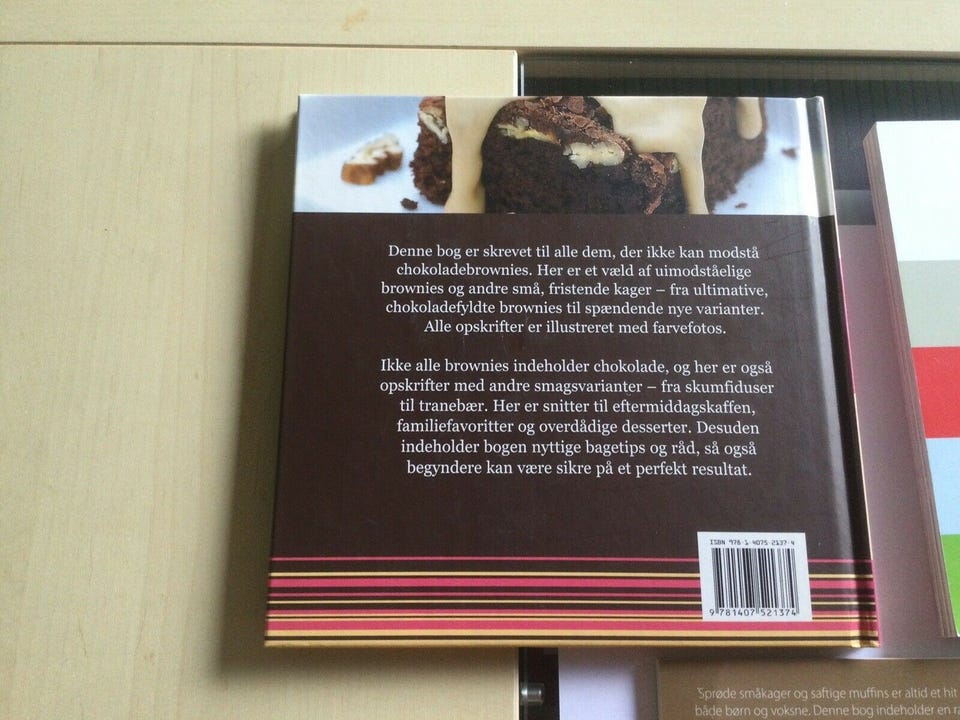 Denne bog er skrevet til alle dem, der ikke kan modstå
chokoladebrownies. Her er et væld af uimodståelige
brownies og andre små, fristende kager – fra ultimative,
chokoladefyldte brownies til spændende nye varianter.
Alle opskrifter er illustreret med farvefotos.
Ikke alle brownies indeholder chokolade, og her er også
opskrifter med andre smagsvarianter – fra skumfiduser
til tranebær. Her er snitter til eftermiddagskaffen,
familiefavoritter og overdådige desserter. Desuden
indeholder bogen nyttige bagetips og råd, så også
begyndere kan være sikre på et perfekt resultat.
ISBN 978-1-4075-2137-4
9 781407 521374
"Sprøde småkager og saftige muffins er altid et hit
både børn og voksne. Denne bog indeholder en